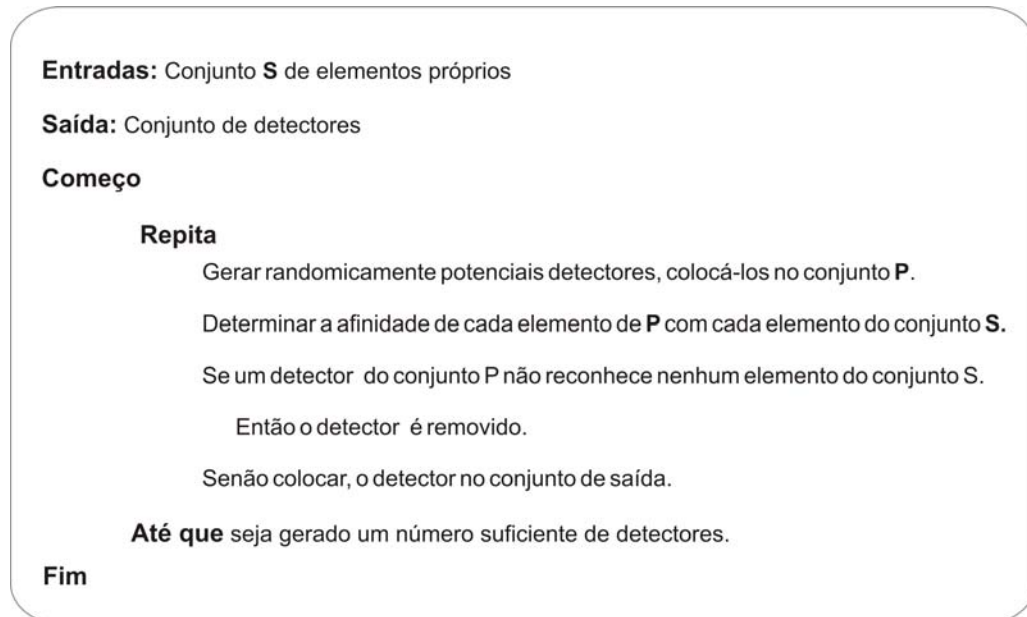 Entradas: Conjunto S de elementos próprios
Saída: Conjunto de detectores
Começo
Repita
Gerar randomicamente potenciais detectores, colocá-los no conjunto P.
Determinar a afinidade de cada elemento de P com cada elemento do conjunto S.
Se um detector do conjunto P não reconhece nenhum elemento do conjunto S.
Então o detector é removido.
Senão colocar, o detector no conjunto de saída.
Até que seja gerado um número suficiente de detectores.
Fim